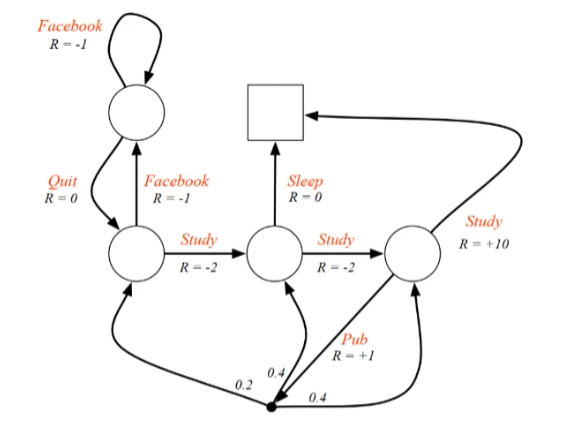 Facebook
R = -1
Quit
R = 0
Facebook
R = -1
Sleep
R = 0
Study
R = -2
Study
R = -2
Study
R = +10
Pub
R = +1
0.2
0.4
0.4